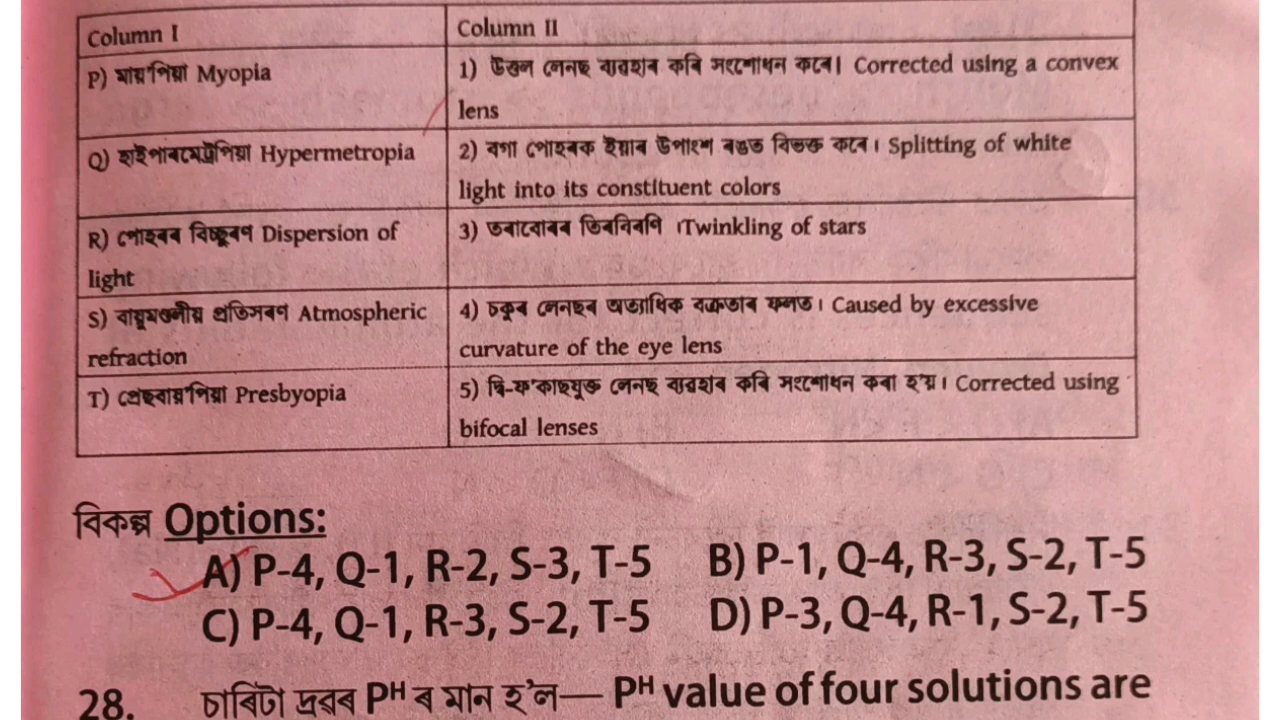 Column I
Column II
P) মায়'পিয়া Myopia
1) উত্তল লেনছ ব্যৱহাৰ কৰি সংশোধন কৰে। Corrected using a convex
lens
Q) হাইপাৰমেট্ৰ'পিয়া Hypermetropia
2) বগা পোহৰক ইয়াৰ উপাংশ ৰঙত বিভক্ত কৰে। Splitting of white
light into its constituent colors
R) পোহৰৰ বিচ্ছুৰণ Dispersion of
light
3) তৰাবোৰৰ তিৰবিৰণি ।Twinkling of stars
S) বায়ুমণ্ডলীয় প্ৰতিসৰণ Atmospheric
refraction
4) চকুৰ লেনছৰ অত্যাধিক বক্ৰতাৰ ফলত। Caused by excessive
curvature of the eye lens
T) প্ৰেছবায়'পিয়া Presbyopia
5) দ্বি-ফ'কাছযুক্ত লেনছ ব্যৱহাৰ কৰি সংশোধন কৰা হ'য়। Corrected using
bifocal lenses
বিকল্প Options:
A) P-4, Q-1, R-2, S-3, T-5 B) P-1, Q-4, R-3, S-2, T-5
C) P-4, Q-1, R-3, S-2, T-5 D) P-3, Q-4, R-1, S-2, T-5
28. চাৰিটা দ্ৰৱৰ Pᴴ ৰ মান হ'ল— Pᴴ value of four solutions are